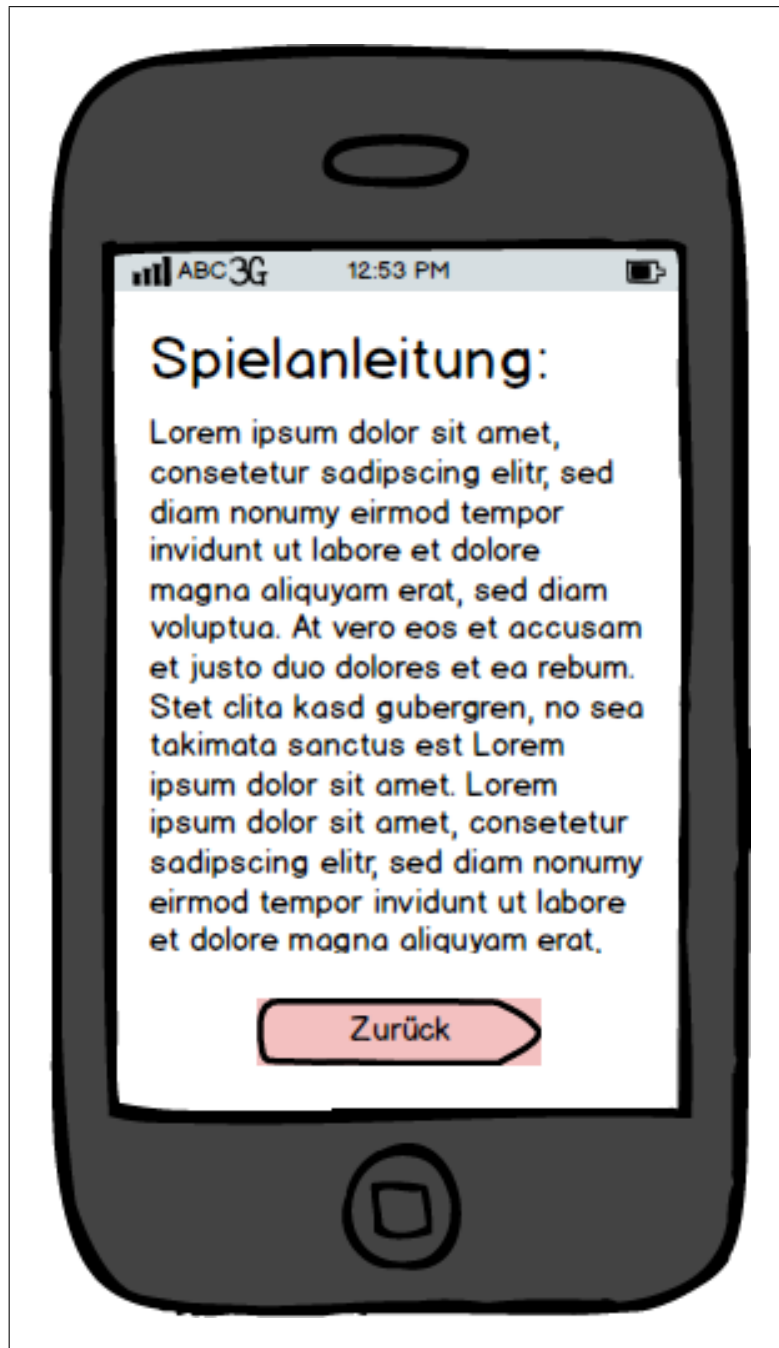 ABC 3G 12:53 PM
Spielanleitung:
Lorem ipsum dolor sit amet,
consetetur sadipscing elitr, sed
diam nonumy eirmod tempor
invidunt ut labore et dolore
magna aliquyam erat, sed diam
voluptua. At vero eos et accusam
et justo duo dolores et ea rebum.
Stet clita kasd gubergren, no sea
takimata sanctus est Lorem
ipsum dolor sit amet. Lorem
ipsum dolor sit amet, consetetur
sadipscing elitr, sed diam nonumy
eirmod tempor invidunt ut labore
et dolore magna aliquyam erat,
Zurück